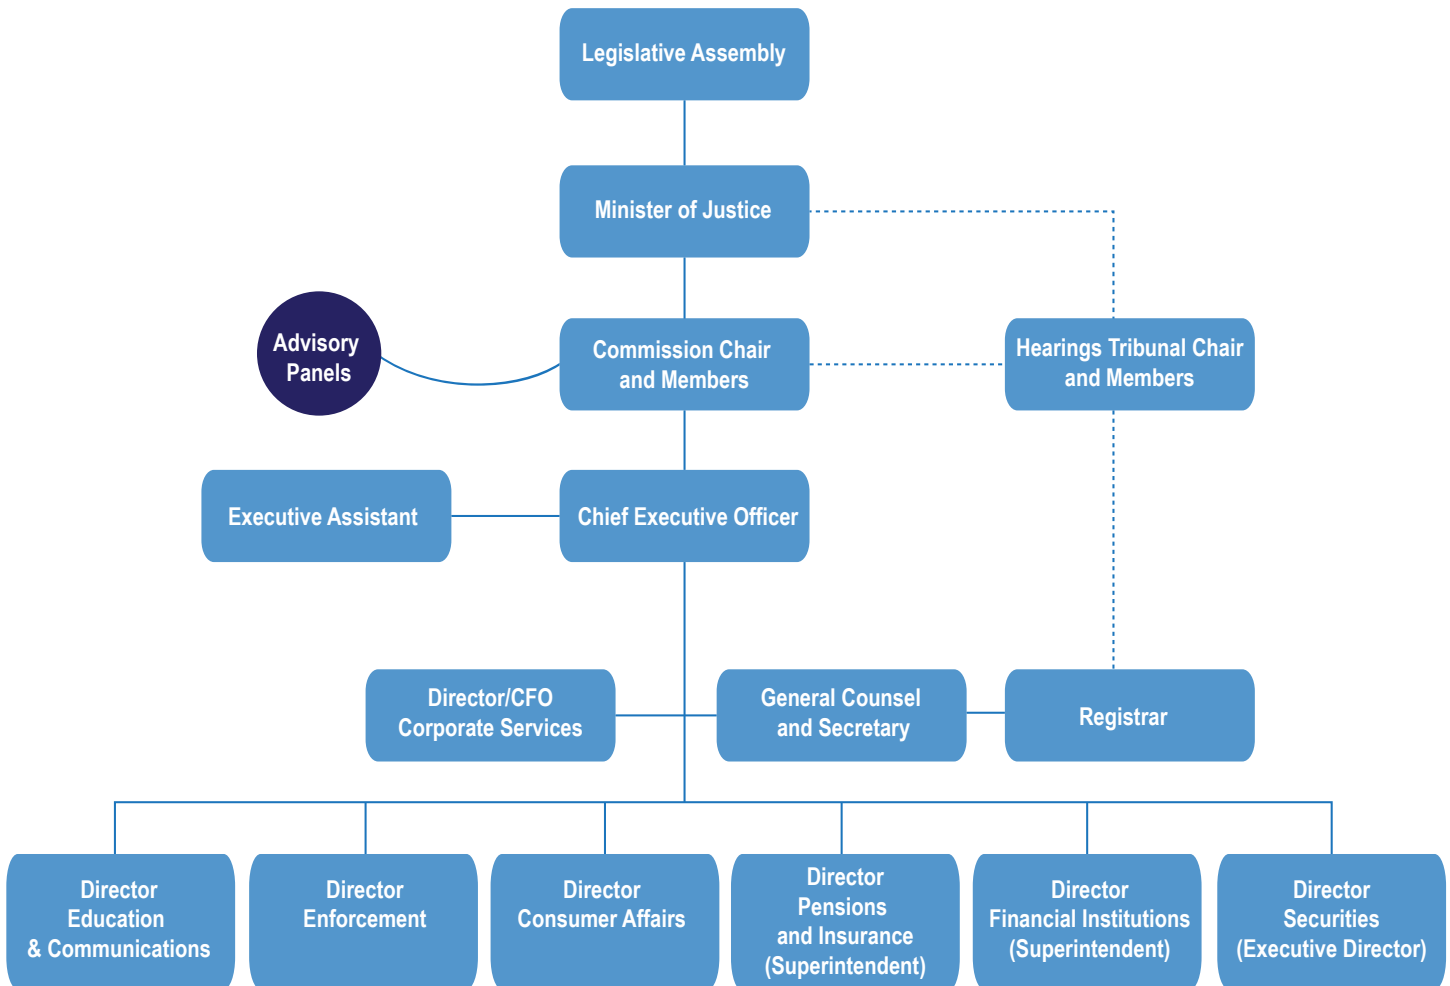 Legislative Assembly
Minister of Justice
Advisory
Panels
Commission Chair
and Members
Hearings Tribunal Chair
and Members
Executive Assistant
Chief Executive Officer
Director/CFO
Corporate Services
General Counsel
and Secretary
Registrar
Director
Education
& Communications
Director
Enforcement
Director
Consumer Affairs
Director
Pensions
and Insurance
(Superintendent)
Director
Financial Institutions
(Superintendent)
Director
Securities
(Executive Director)